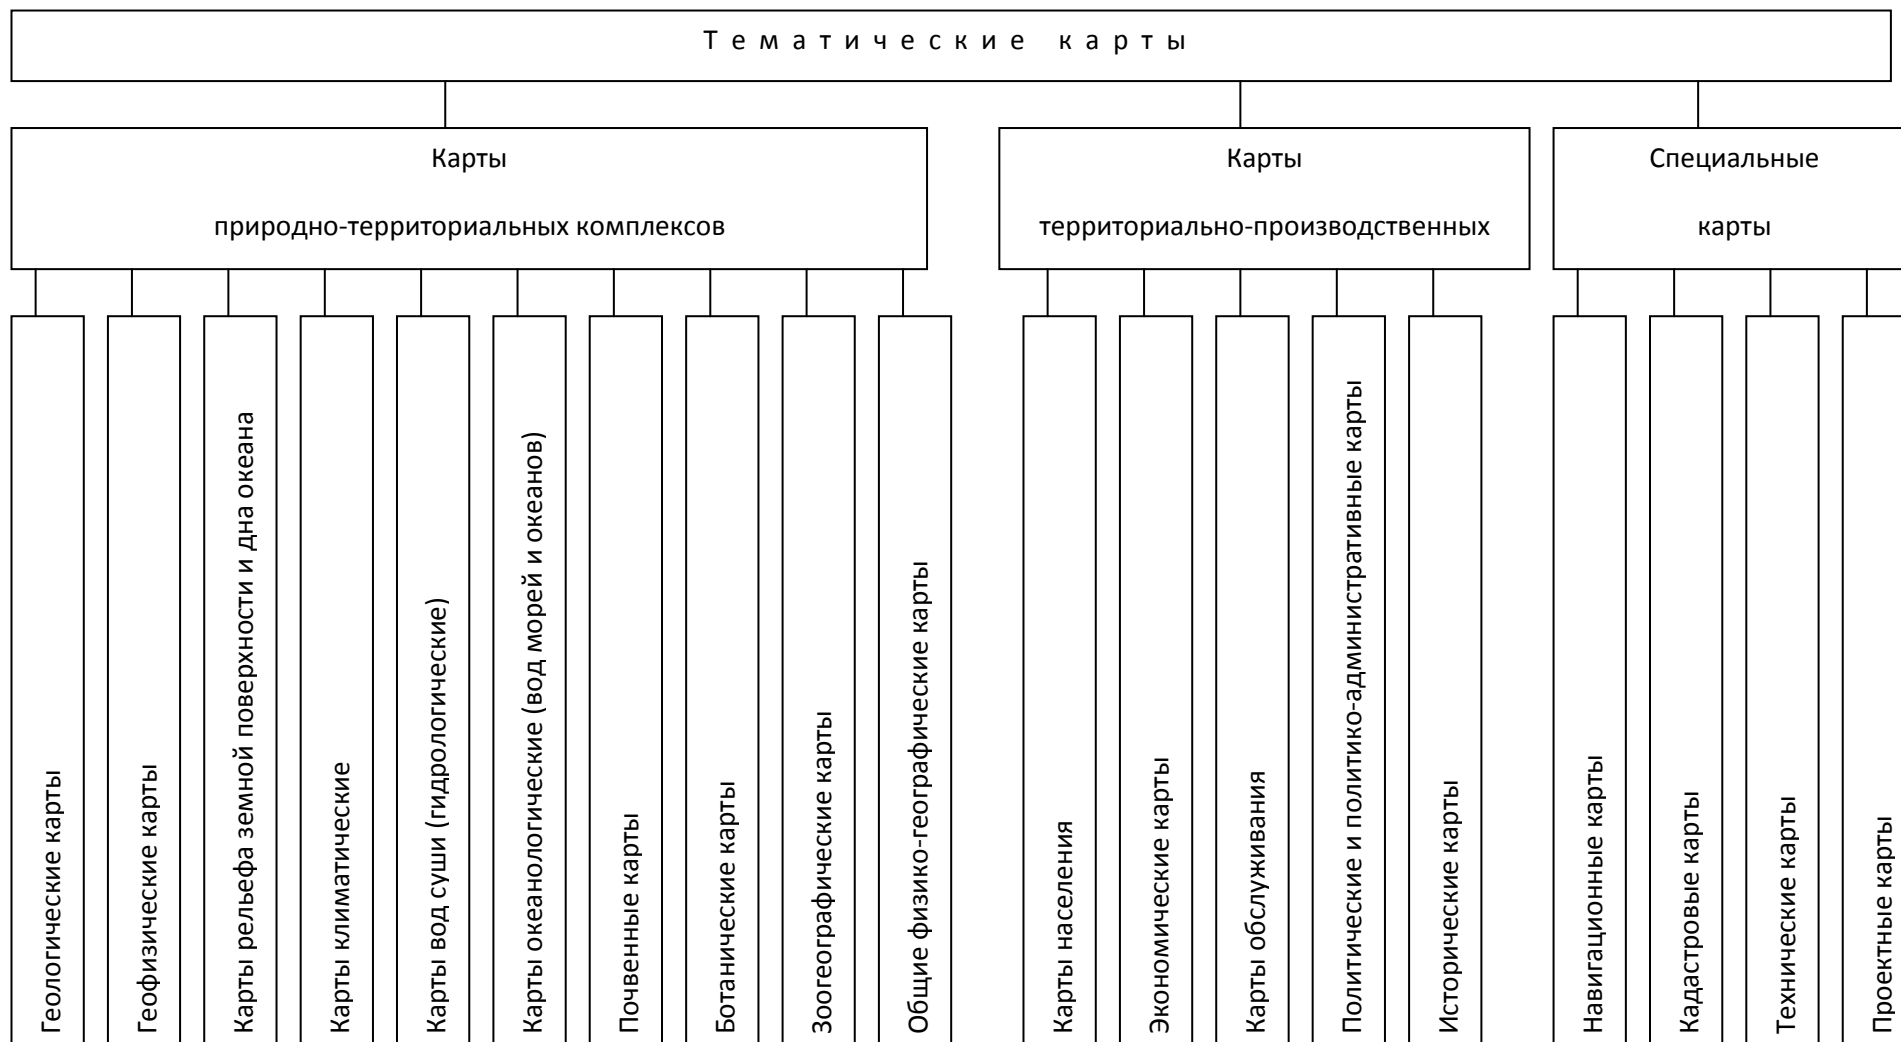 Тематические карты
Карты
природно-территориальных комплексов
Карты
территориально-производственных
Специальные
карты
Геологические карты
Геофизические карты
Карты рельефа земной поверхности и дна океана
Карты климатические
Карты вод суши (гидрологические)
Карты океанологические (вод морей и океанов)
Почвенные карты
Ботанические карты
Зоогеографические карты
Общие физико-географические карты
Карты населения
Экономические карты
Карты обслуживания
Политические и политико-административные карты
Исторические карты
Навигационные карты
Кадастровые карты
Технические карты
Проектные карты